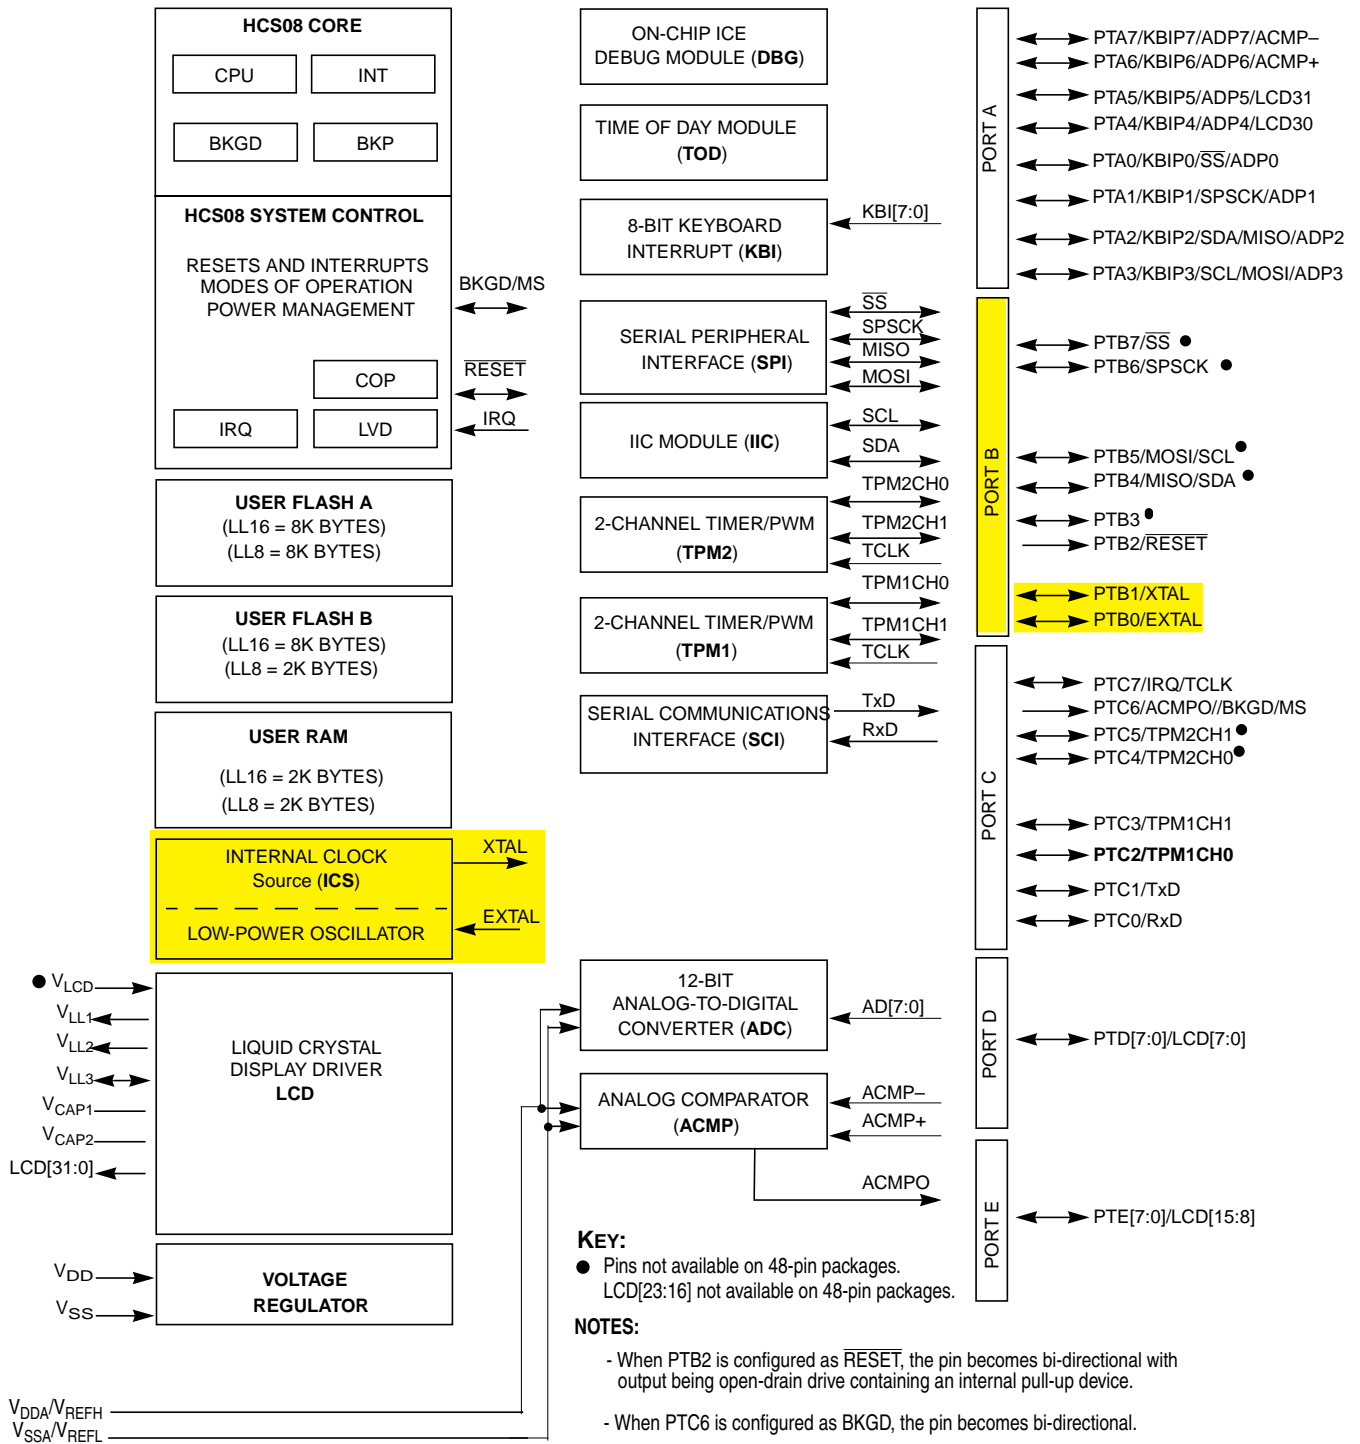 HCS08 CORE
CPU
INT
BKGD
BKP
HCS08 SYSTEM CONTROL
RESETS AND INTERRUPTS
MODES OF OPERATION
POWER MANAGEMENT
COP
IRQ
LVD
BKGD/MS
RESET
IRQ
USER FLASH A
(LL16 = 8K BYTES)
(LL8 = 8K BYTES)
USER FLASH B
(LL16 = 8K BYTES)
(LL8 = 2K BYTES)
USER RAM
(LL16 = 2K BYTES)
(LL8 = 2K BYTES)
INTERNAL CLOCK
Source (ICS)
LOW-POWER OSCILLATOR
XTAL
EXTAL
● VLCD
VLL1
VLL2
VLL3
VCAP1
VCAP2
LCD[31:0]
LIQUID CRYSTAL
DISPLAY DRIVER
LCD
VDD
VSS
VOLTAGE
REGULATOR
VDDA/VREFH
VSSA/VREFL
ON-CHIP ICE
DEBUG MODULE (DBG)
TIME OF DAY MODULE
(TOD)
8-BIT KEYBOARD
INTERRUPT (KBI)
KBI[7:0]
SERIAL PERIPHERAL
INTERFACE (SPI)
SS
SPSCK
MISO
MOSI
IIC MODULE (IIC)
SCL
SDA
2-CHANNEL TIMER/PWM
(TPM2)
TPM2CH0
TPM2CH1
TCLK
2-CHANNEL TIMER/PWM
(TPM1)
TPM1CH0
TPM1CH1
TCLK
SERIAL COMMUNICATIONS
INTERFACE (SCI)
TxD
RxD
12-BIT
ANALOG-TO-DIGITAL
CONVERTER (ADC)
AD[7:0]
ANALOG COMPARATOR
(ACMP)
ACMP–
ACMP+
ACMPO
PORT A
PTA7/KBIP7/ADP7/ACMP–
PTA6/KBIP6/ADP6/ACMP+
PTA5/KBIP5/ADP5/LCD31
PTA4/KBIP4/ADP4/LCD30
PTA0/KBIP0/SS/ADP0
PTA1/KBIP1/SPSCK/ADP1
PTA2/KBIP2/SDA/MISO/ADP2
PTA3/KBIP3/SCL/MOSI/ADP3
PORT B
PTB7/SS ●
PTB6/SPSCK ●
PTB5/MOSI/SCL ●
PTB4/MISO/SDA ●
PTB3 ●
PTB2/RESET
PTB1/XTAL
PTB0/EXTAL
PORT C
PTC7/IRQ/TCLK
PTC6/ACMPO//BKGD/MS
PTC5/TPM2CH1 ●
PTC4/TPM2CH0 ●
PTC3/TPM1CH1
PTC2/TPM1CH0
PTC1/TxD
PTC0/RxD
PORT D
PTD[7:0]/LCD[7:0]
PORT E
PTE[7:0]/LCD[15:8]
KEY:
● Pins not available on 48-pin packages.
LCD[23:16] not available on 48-pin packages.
NOTES:
- When PTB2 is configured as RESET, the pin becomes bi-directional with
output being open-drain drive containing an internal pull-up device.
- When PTC6 is configured as BKGD, the pin becomes bi-directional.